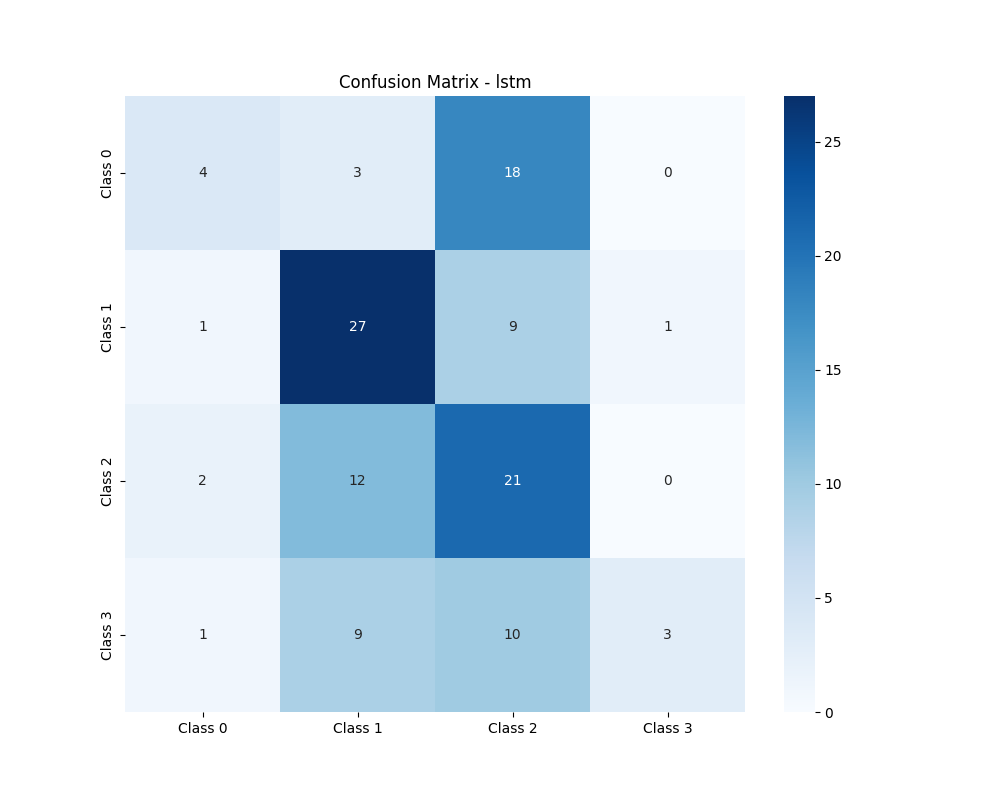 Confusion Matrix - lstm
Class 0
4 3 18 0
Class 1
1 27 9 1
Class 2
2 12 21 0
Class 3
1 9 10 3
Class 0 Class 1 Class 2 Class 3
25
20
15
10
5
0